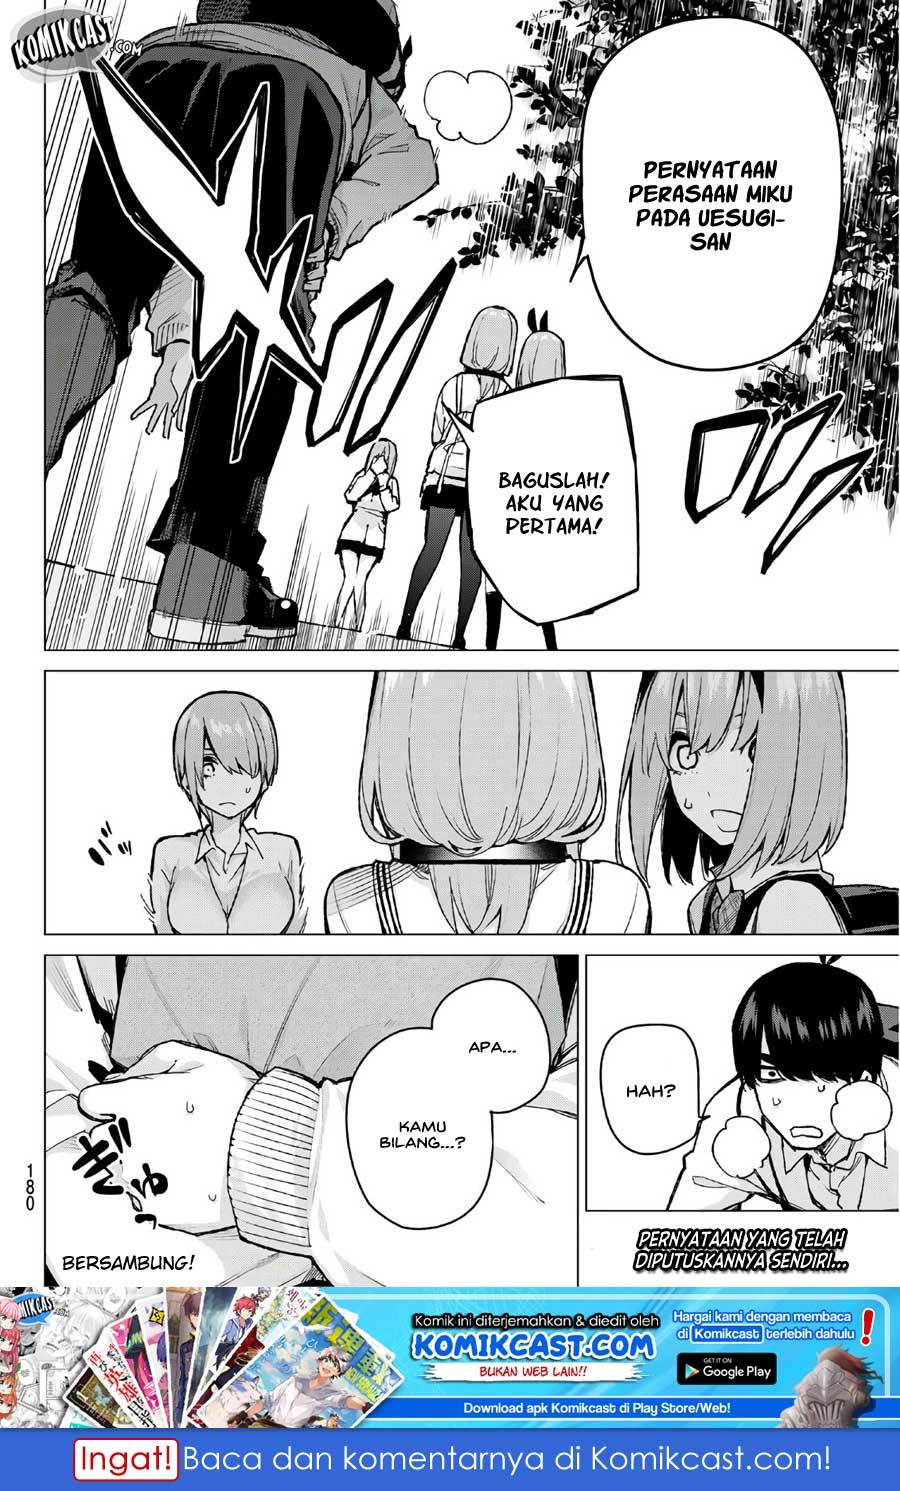 KOMIKCAST.COM
PERNYATAAN
PERASAAN MIKU
PADA UESUGI-
SAN
BAGUSLAH!
AKU YANG
PERTAMA!
HAH?
APA...
KAMU
BILANG...?
PERNYATAAN YANG TELAH
DIPUTUSKANNYA SENDIRI...
BERSAMBUNG!
180
Komik ini diterjemahkan & diedit oleh
KOMIKCAST.COM
BUKAN WEB LAIN!!
Hargai kami dengan membaca
di Komikcast terlebih dahulu !
GET IT ON
Google Play
Download apk Komikcast di Play Store/Web!
Ingat! Baca dan komentarnya di Komikcast.com!